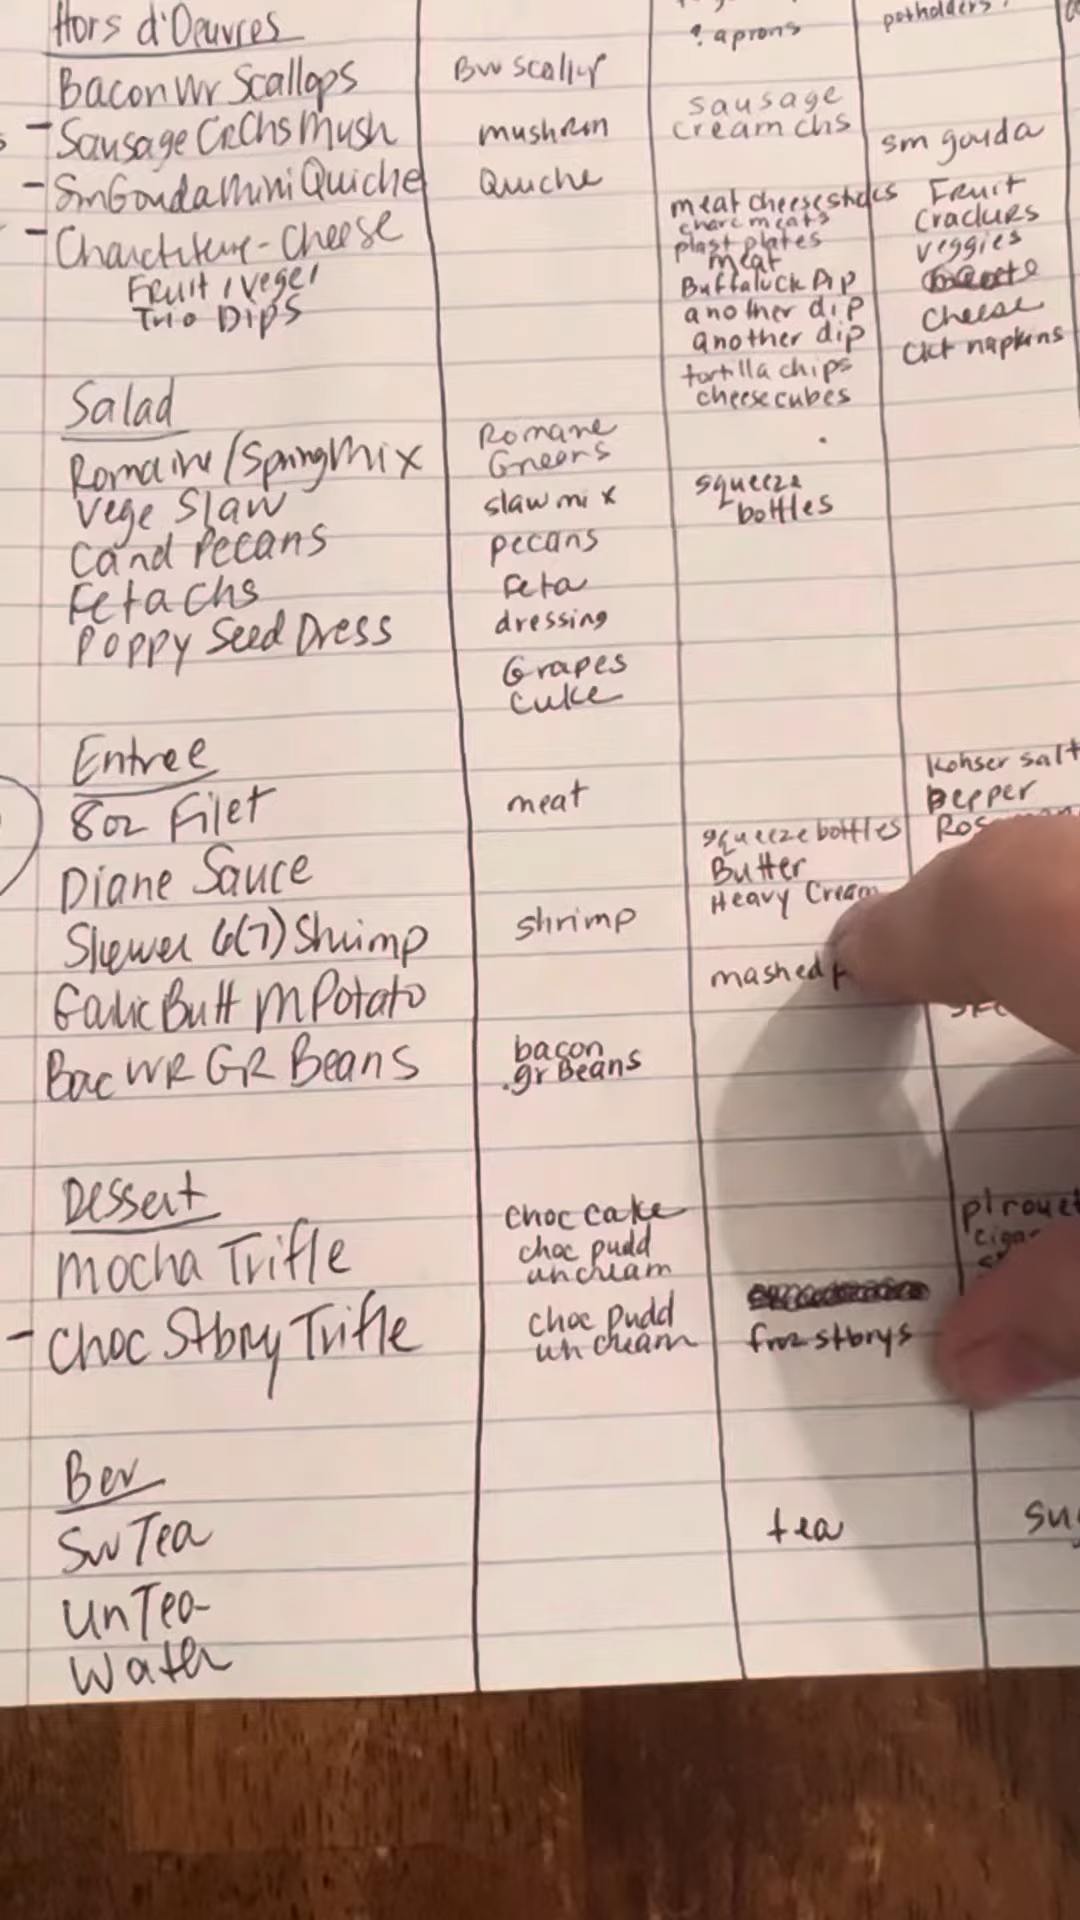 Hors d'Oeuvres
? aprons
potholders
Bacon Wr Scallops
BW Scallop
- Sausage CrChs Mush
mushrom
sausage
cream chs
sm gouda
- SmGoudaMiniQuiche
Quiche
meat cheese sticks
charc meats
plast plates
meat
Fruit
Crackers
veggies
- Charcuterie - Cheese
Fruit / vege /
Trio Dips
Buffaluck Dip
another dip
another dip
tortilla chips
cheese cubes
Cheese
Ckt napkins
Salad
Romaine / Spring Mix
Romane
Greens
Vege Slaw
slaw mix
squeeze
bottles
Cand Pecans
pecans
Feta Chs
Feta
Poppy Seed Dress
dressing
Grapes
Cuke
Entree
8oz Filet
meat
Kohser salt
pepper
Diane Sauce
squeeze bottles
Butter
Heavy Cream
Skewer 6(7) Shrimp
shrimp
Garlic Butt M Potato
mashed p
Bac WR GR Beans
bacon
gr Beans
Dessert
Mocha Trifle
choc cake
choc pudd
wh cream
pirouet
cigar
- Choc Stbry Trifle
choc pudd
wh cream
froz stbrys
Bev
Sw Tea
tea
su
Un Tea
Water